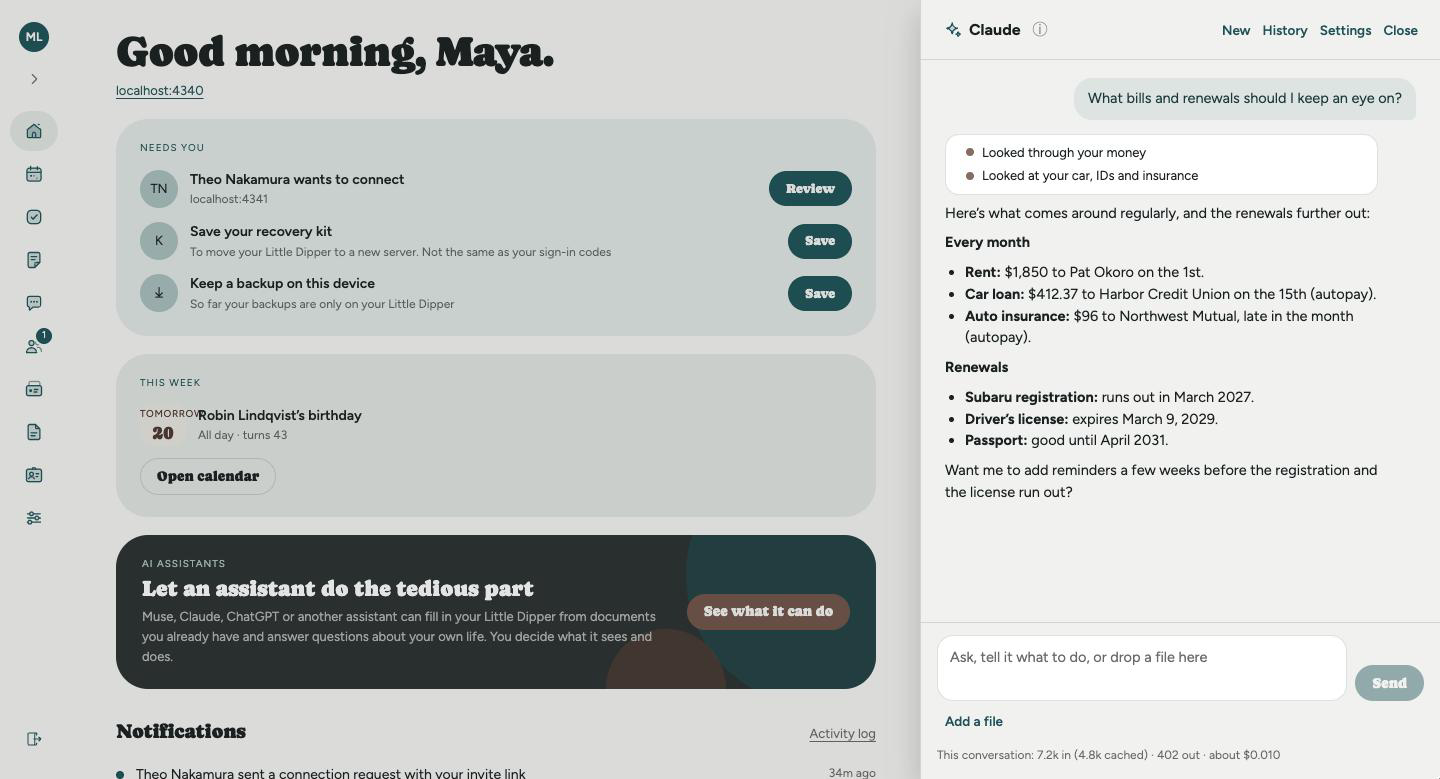 ML
Good morning, Maya.
localhost:4340
NEEDS YOU
TN
Theo Nakamura wants to connect
localhost:4341
Review
K
Save your recovery kit
To move your Little Dipper to a new server. Not the same as your sign-in codes
Save
Keep a backup on this device
So far your backups are only on your Little Dipper
Save
1
THIS WEEK
TOMORROW
20
Robin Lindqvist’s birthday
All day · turns 43
Open calendar
AI ASSISTANTS
Let an assistant do the tedious part
Muse, Claude, ChatGPT or another assistant can fill in your Little Dipper from documents
you already have and answer questions about your own life. You decide what it sees and
does.
See what it can do
Notifications
Activity log
Theo Nakamura sent a connection request with your invite link
34m ago
Claude
New
History
Settings
Close
What bills and renewals should I keep an eye on?
Looked through your money
Looked at your car, IDs and insurance
Here’s what comes around regularly, and the renewals further out:
Every month
• Rent: $1,850 to Pat Okoro on the 1st.
• Car loan: $412.37 to Harbor Credit Union on the 15th (autopay).
• Auto insurance: $96 to Northwest Mutual, late in the month
(autopay).
Renewals
• Subaru registration: runs out in March 2027.
• Driver’s license: expires March 9, 2029.
• Passport: good until April 2031.
Want me to add reminders a few weeks before the registration and
the license run out?
Ask, tell it what to do, or drop a file here
Send
Add a file
This conversation: 7.2k in (4.8k cached) · 402 out · about $0.010